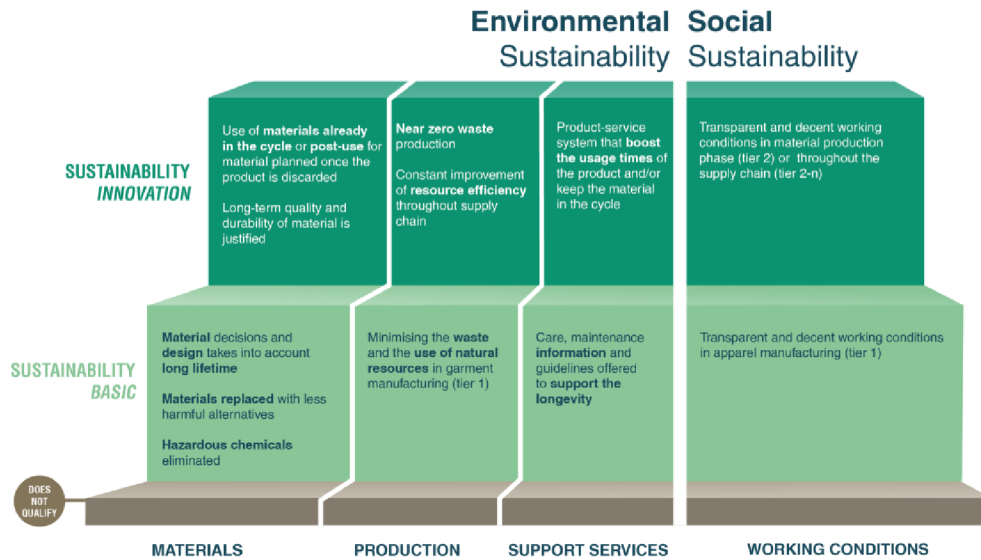 Environmental Social
Sustainability Sustainability
SUSTAINABILITY
INNOVATION
Use of materials already
in the cycle or post-use for
material planned once the
product is discarded
Long-term quality and
durability of material is
justified
Near zero waste
production
Constant improvement
of resource efficiency
throughout supply
chain
Product-service
system that boost
the usage times of
the product and/or
keep the material
in the cycle
Transparent and decent working
conditions in material production
phase (tier 2) or throughout the
supply chain (tier 2-n)
SUSTAINABILITY
BASIC
Material decisions and
design takes into account
long lifetime
Materials replaced with less
harmful alternatives
Hazardous chemicals
eliminated
Minimising the waste
and the use of natural
resources in garment
manufacturing (tier 1)
Care, maintenance
information and
guidelines offered
to support the
longevity
Transparent and decent working conditions
in apparel manufacturing (tier 1)
DOES
NOT
QUALIFY
MATERIALS
PRODUCTION
SUPPORT SERVICES
WORKING CONDITIONS